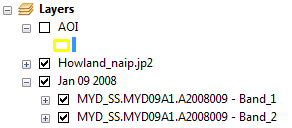 Layers
AOI
Howland_naip.jp2
Jan 09 2008
MYD_SS.MYD09A1.A2008009 - Band_1
MYD_SS.MYD09A1.A2008009 - Band_2